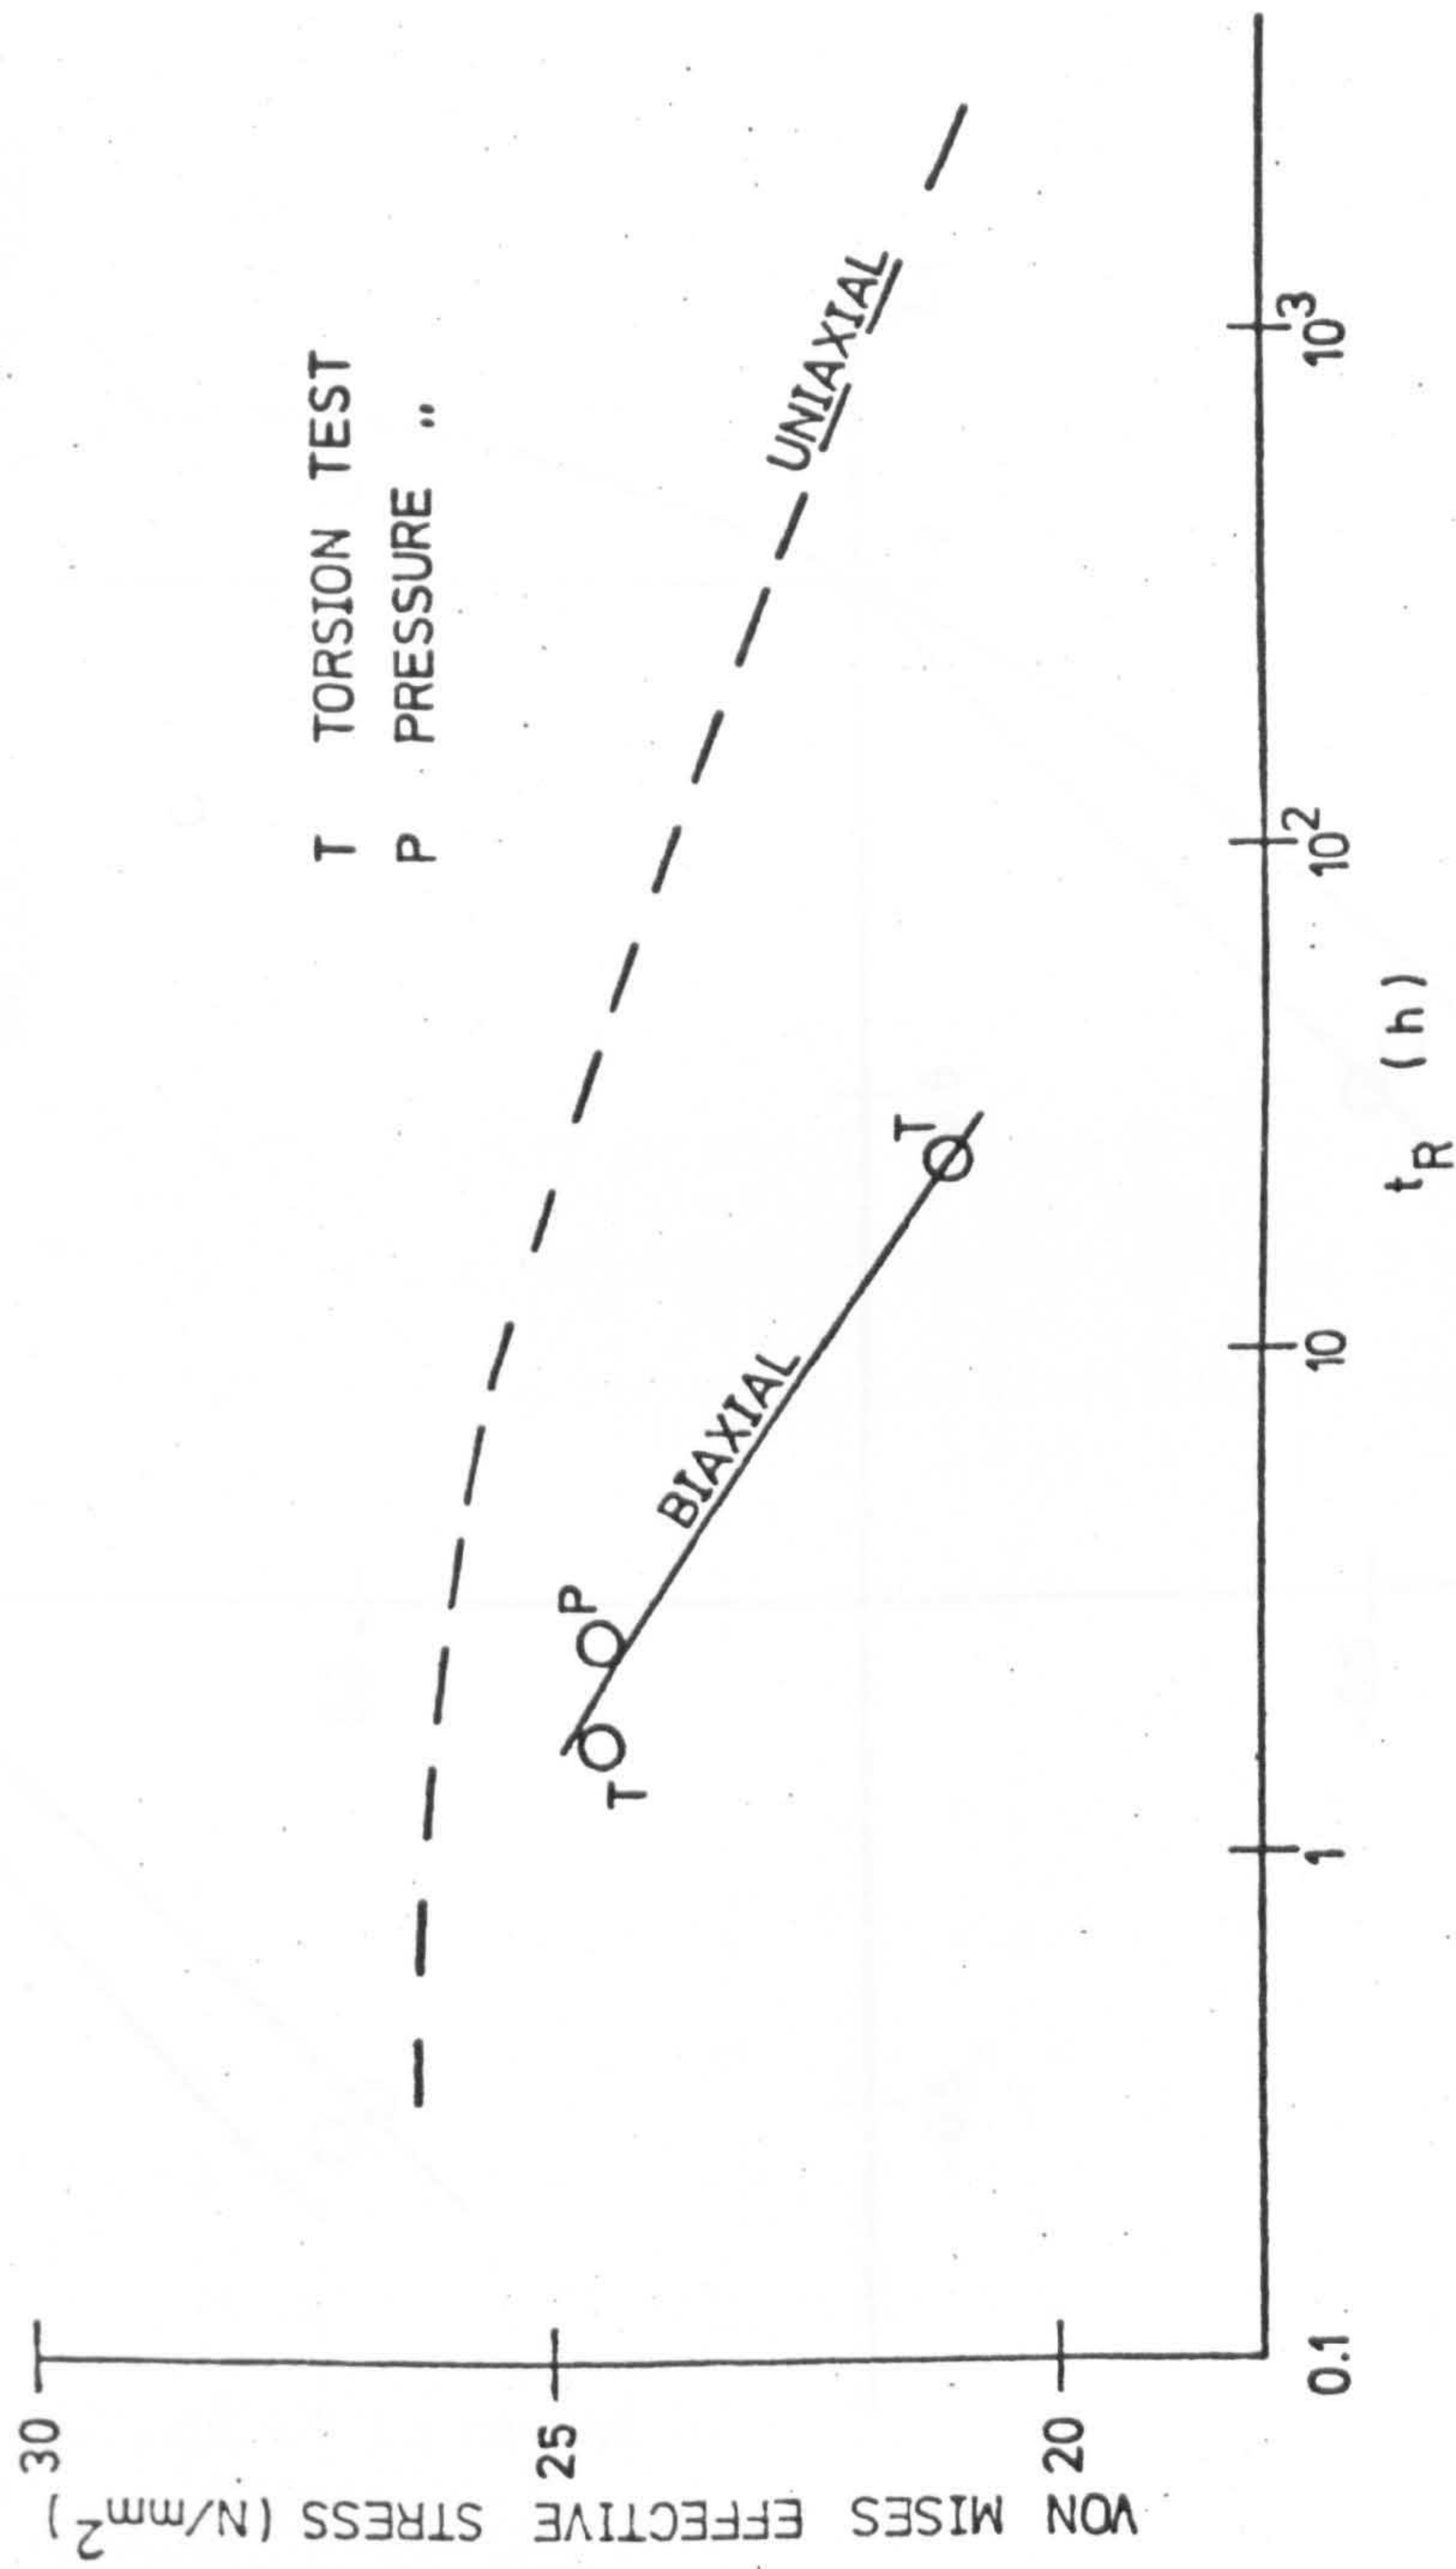 VON MISES EFFECTIVE STRESS (N/mm²)
30
25
20
T TORSION TEST
P PRESSURE "
UNIAXIAL
BIAXIAL
T
P
T
0.1
1
10
10²
10³
tR (h)